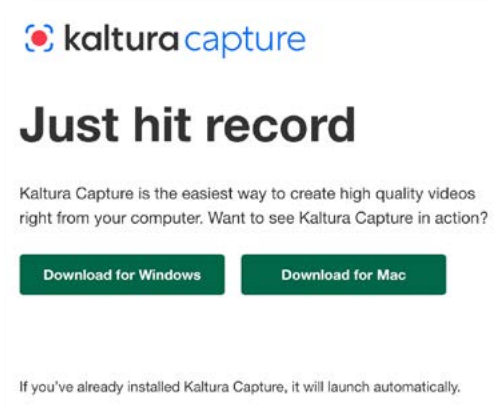 kaltura capture
Just hit record
Kaltura Capture is the easiest way to create high quality videos
right from your computer. Want to see Kaltura Capture in action?
Download for Windows Download for Mac
If you've already installed Kaltura Capture, it will launch automatically.